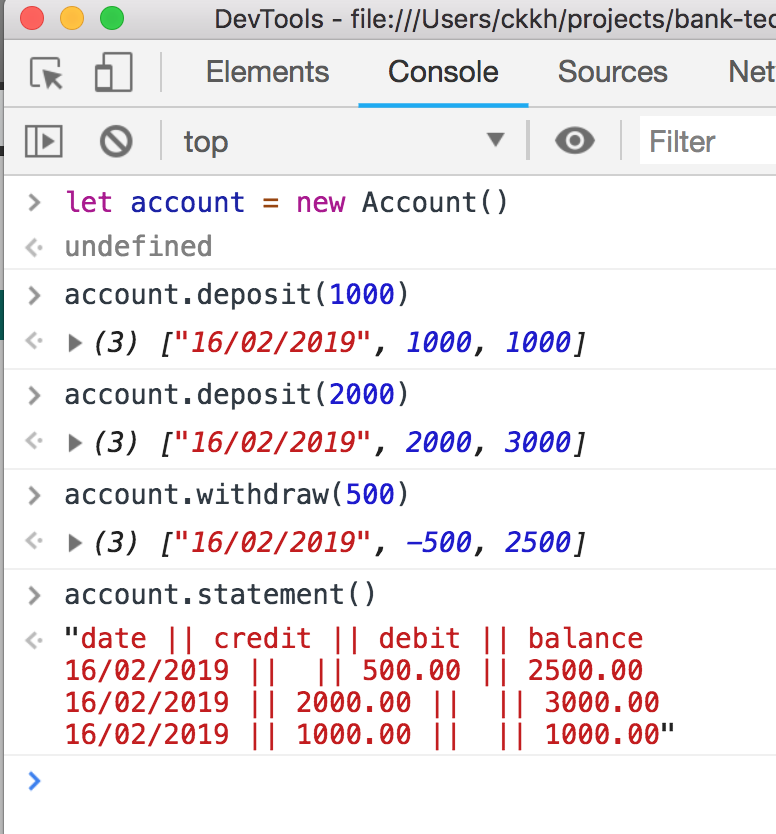 DevTools - file:///Users/ckkh/projects/bank-tec
Elements Console Sources Net
top Filter
> let account = new Account()
undefined
> account.deposit(1000)
▶ (3) ["16/02/2019", 1000, 1000]
> account.deposit(2000)
▶ (3) ["16/02/2019", 2000, 3000]
> account.withdraw(500)
▶ (3) ["16/02/2019", -500, 2500]
> account.statement()
"date || credit || debit || balance
16/02/2019 ||  || 500.00 || 2500.00
16/02/2019 || 2000.00 ||  || 3000.00
16/02/2019 || 1000.00 ||  || 1000.00"
>